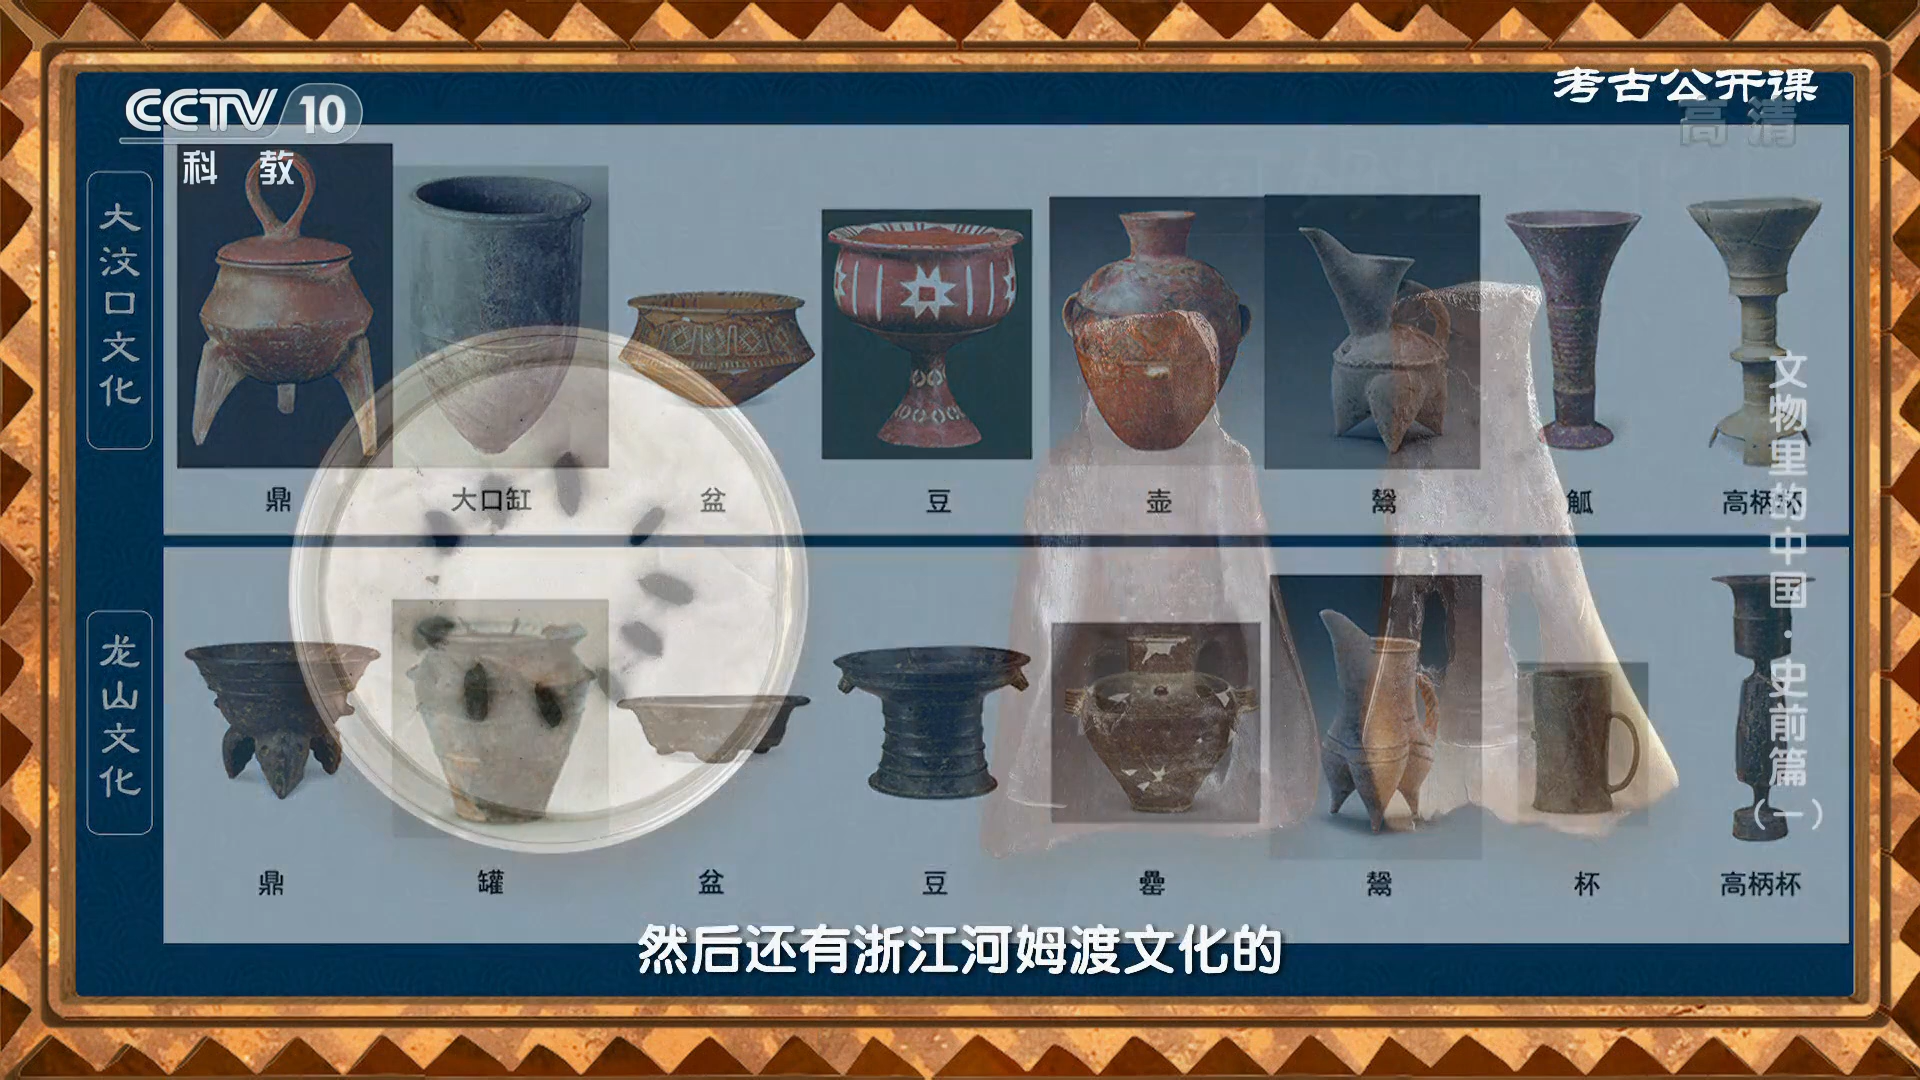 CCTV 10
科 教
考古公开课
高清
大汶口文化
鼎
大口缸
盆
豆
壶
鬶
觚
高柄杯
龙山文化
鼎
罐
盆
豆
罍
鬶
杯
高柄杯
文物里的中国·史前篇（一）
然后还有浙江河姆渡文化的